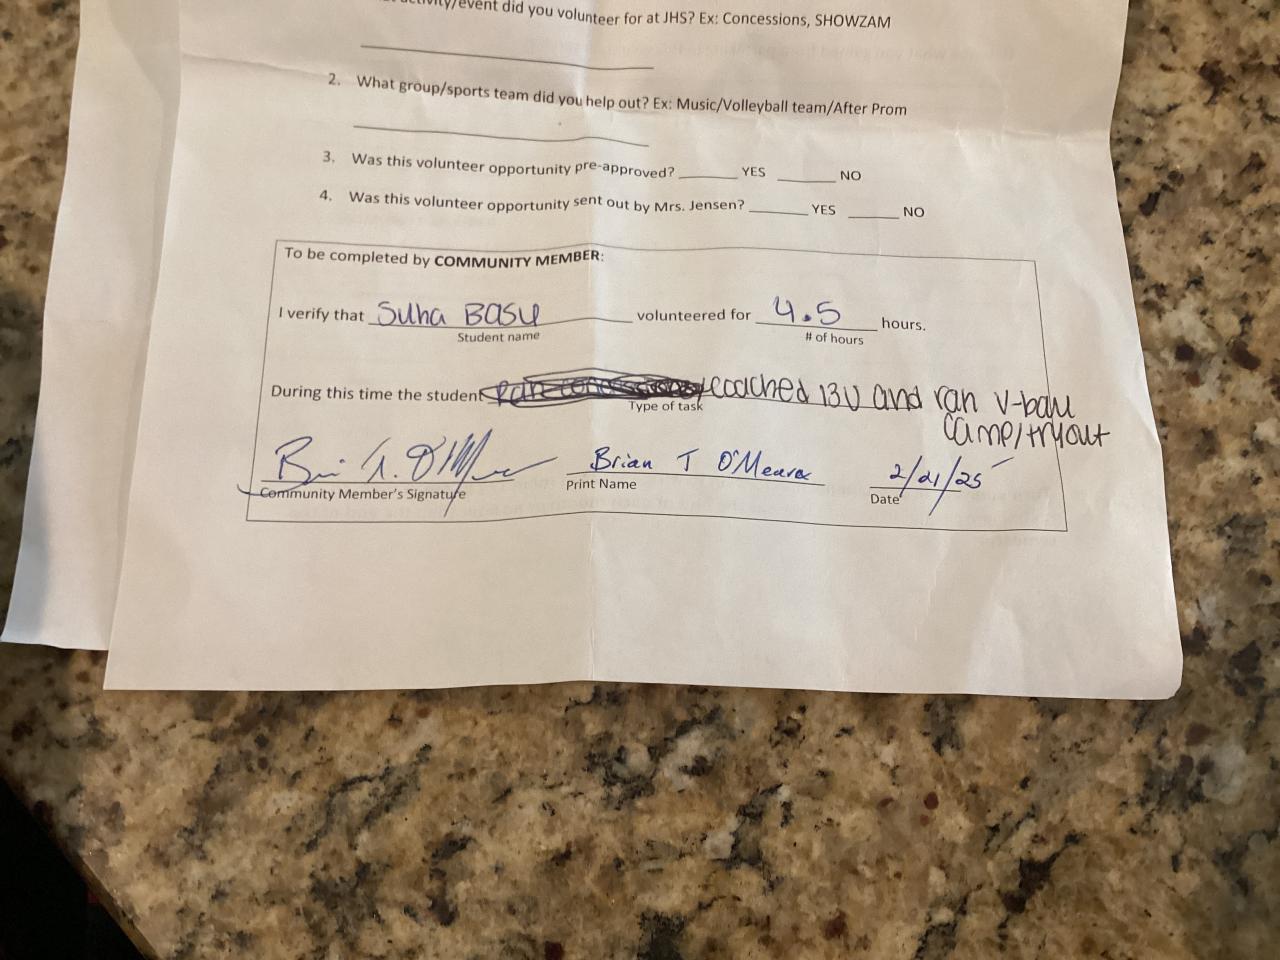 activity/event did you volunteer for at JHS? Ex: Concessions, SHOWZAM
2. What group/sports team did you help out? Ex: Music/Volleyball team/After Prom
3. Was this volunteer opportunity pre-approved? ______ YES ______ NO
4. Was this volunteer opportunity sent out by Mrs. Jensen? ______ YES _____ NO
To be completed by COMMUNITY MEMBER:
I verify that Suha BASU volunteered for 4.5 hours.
Student name # of hours
During this time the student coached 13U and ran v-ball
Type of task camp/tryout
Brian T O'Meara 2/21/25
Community Member's Signature Print Name Date